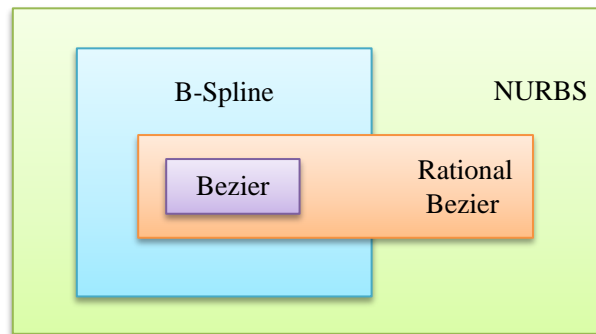 B-Spline
NURBS
Bezier
Rational
Bezier